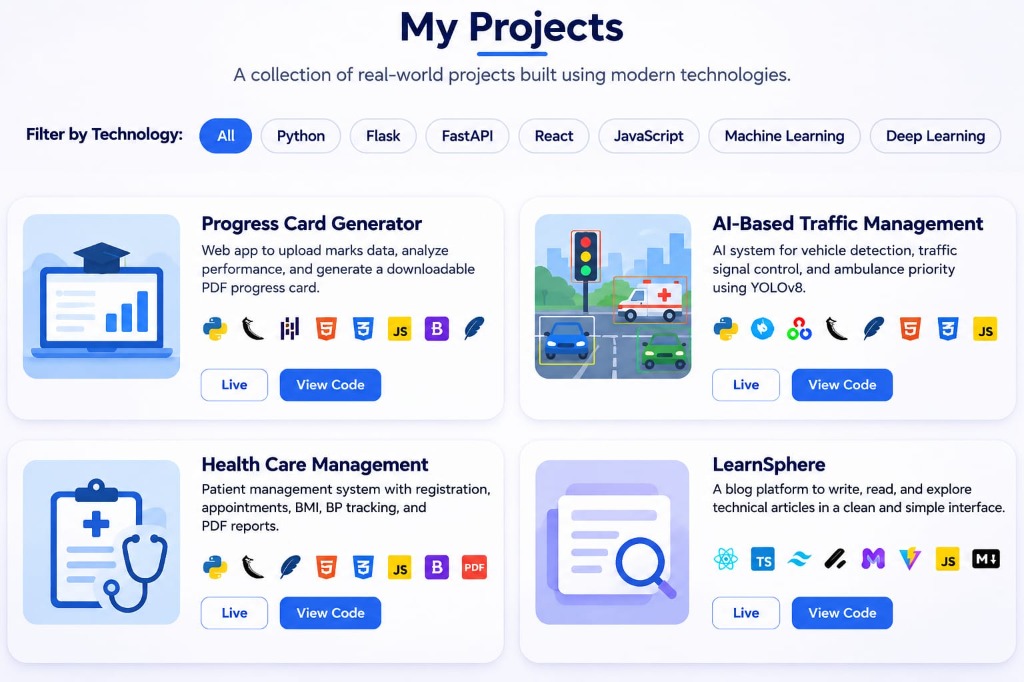 My Projects
A collection of real-world projects built using modern technologies.
Filter by Technology: All Python Flask FastAPI React JavaScript Machine Learning Deep Learning
Progress Card Generator
Web app to upload marks data, analyze
performance, and generate a downloadable
PDF progress card.
JS B
Live View Code
AI-Based Traffic Management
AI system for vehicle detection, traffic
signal control, and ambulance priority
using YOLOv8.
JS
Live View Code
Health Care Management
Patient management system with registration,
appointments, BMI, BP tracking, and
PDF reports.
JS B PDF
Live View Code
LearnSphere
A blog platform to write, read, and explore
technical articles in a clean and simple interface.
TS JS M
Live View Code